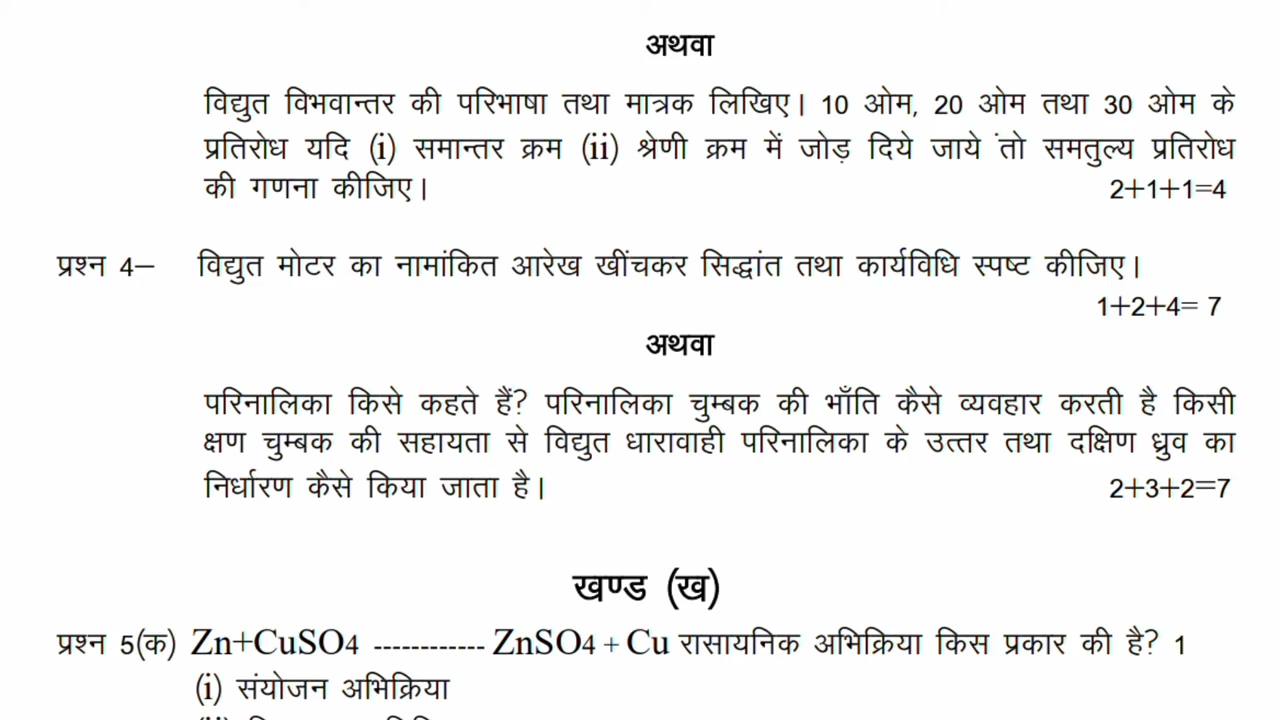 अथवा
विद्युत विभवान्तर की परिभाषा तथा मात्रक लिखिए। 10 ओम, 20 ओम तथा 30 ओम के
प्रतिरोध यदि (i) समान्तर क्रम (ii) श्रेणी क्रम में जोड़ दिये जाये ंतो समतुल्य प्रतिरोध
की गणना कीजिए। 2+1+1=4
प्रश्न 4– विद्युत मोटर का नामांकित आरेख खींचकर सिद्धांत तथा कार्यविधि स्पष्ट कीजिए।
1+2+4= 7
अथवा
परिनालिका किसे कहते हैं? परिनालिका चुम्बक की भाँति कैसे व्यवहार करती है किसी
क्षण चुम्बक की सहायता से विद्युत धारावाही परिनालिका के उत्तर तथा दक्षिण ध्रुव का
निर्धारण कैसे किया जाता है। 2+3+2=7
खण्ड (ख)
प्रश्न 5(क) Zn+CuSO4 ------------ ZnSO4 + Cu रासायनिक अभिक्रिया किस प्रकार की है? 1
(i) संयोजन अभिक्रिया